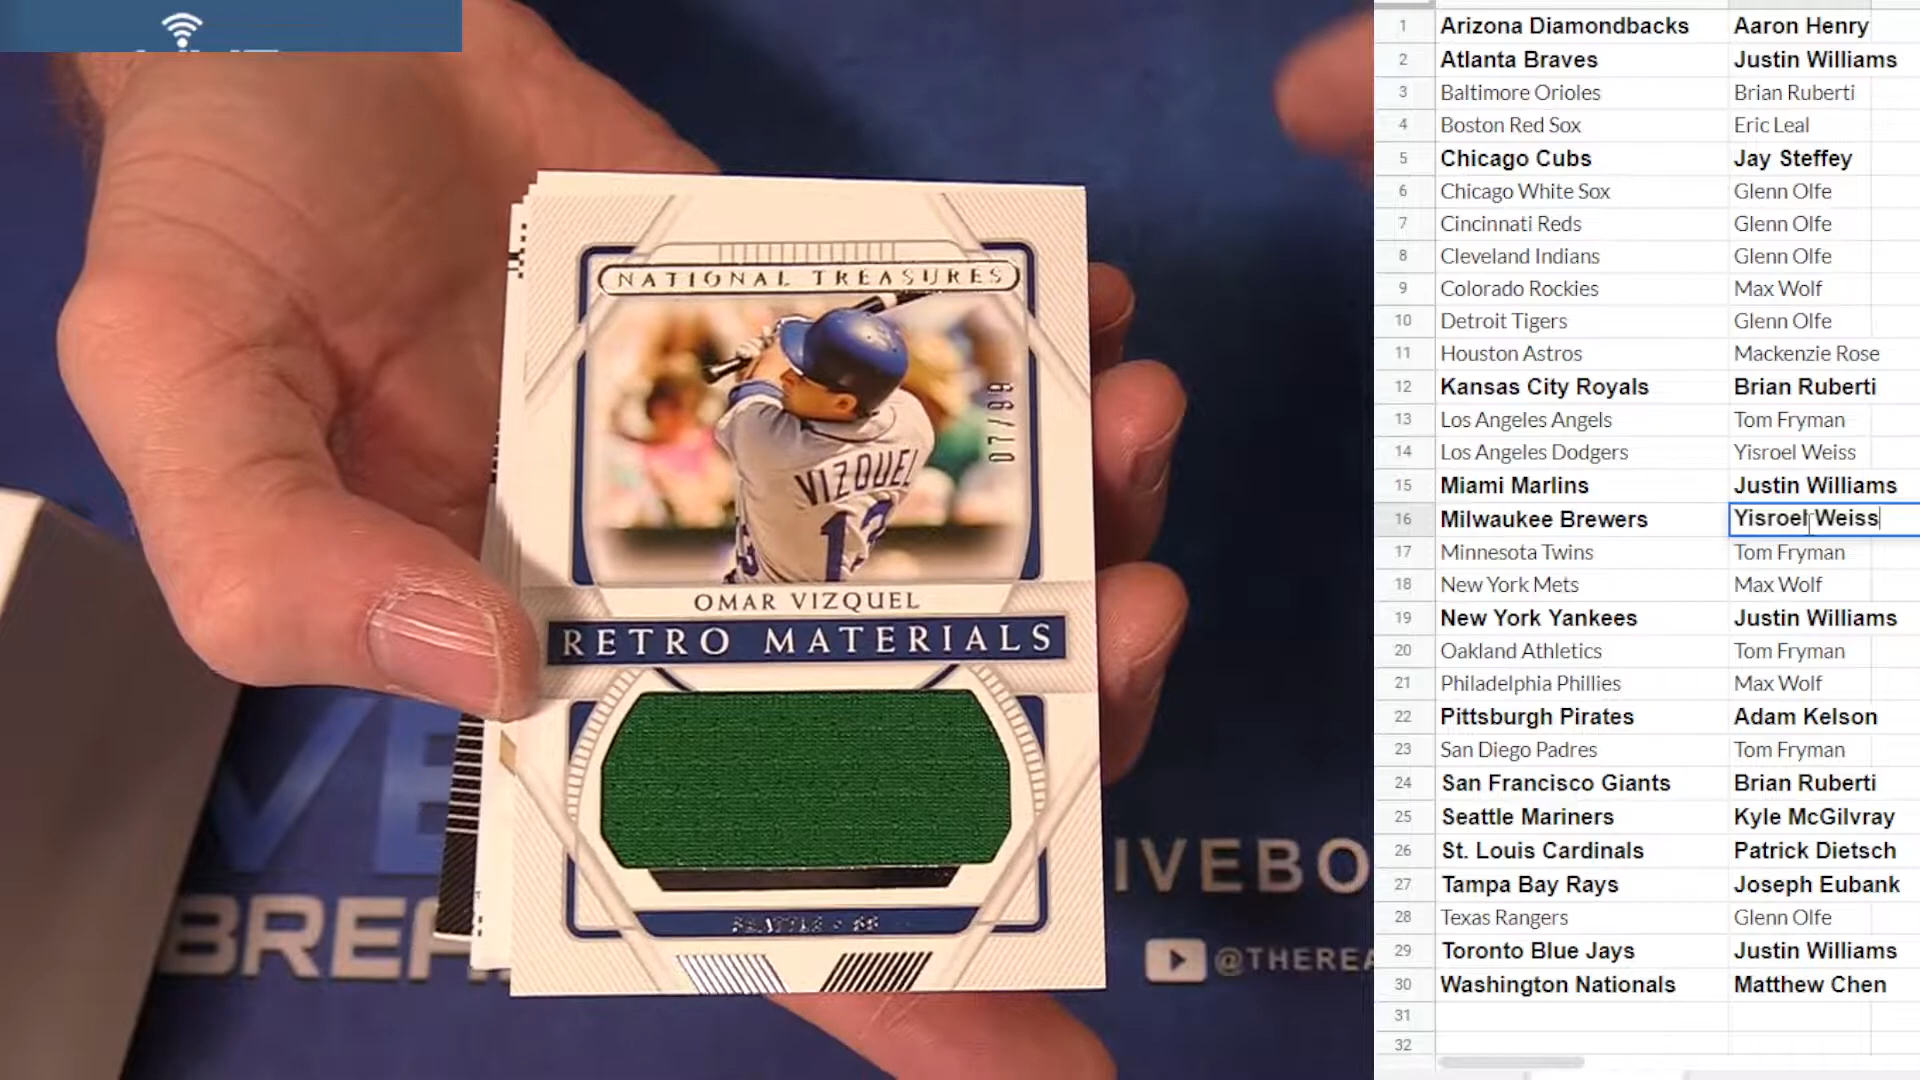 NATIONAL TREASURES
07/99
VIZQUEL
13
OMAR VIZQUEL
RETRO MATERIALS
SEATTLE - SS
VE
BREA
IVEBO
@THEREA
1 Arizona Diamondbacks Aaron Henry
2 Atlanta Braves Justin Williams
3 Baltimore Orioles Brian Ruberti
4 Boston Red Sox Eric Leal
5 Chicago Cubs Jay Steffey
6 Chicago White Sox Glenn Olfe
7 Cincinnati Reds Glenn Olfe
8 Cleveland Indians Glenn Olfe
9 Colorado Rockies Max Wolf
10 Detroit Tigers Glenn Olfe
11 Houston Astros Mackenzie Rose
12 Kansas City Royals Brian Ruberti
13 Los Angeles Angels Tom Fryman
14 Los Angeles Dodgers Yisroel Weiss
15 Miami Marlins Justin Williams
16 Milwaukee Brewers Yisroel Weiss
17 Minnesota Twins Tom Fryman
18 New York Mets Max Wolf
19 New York Yankees Justin Williams
20 Oakland Athletics Tom Fryman
21 Philadelphia Phillies Max Wolf
22 Pittsburgh Pirates Adam Kelson
23 San Diego Padres Tom Fryman
24 San Francisco Giants Brian Ruberti
25 Seattle Mariners Kyle McGilvray
26 St. Louis Cardinals Patrick Dietsch
27 Tampa Bay Rays Joseph Eubank
28 Texas Rangers Glenn Olfe
29 Toronto Blue Jays Justin Williams
30 Washington Nationals Matthew Chen
31
32